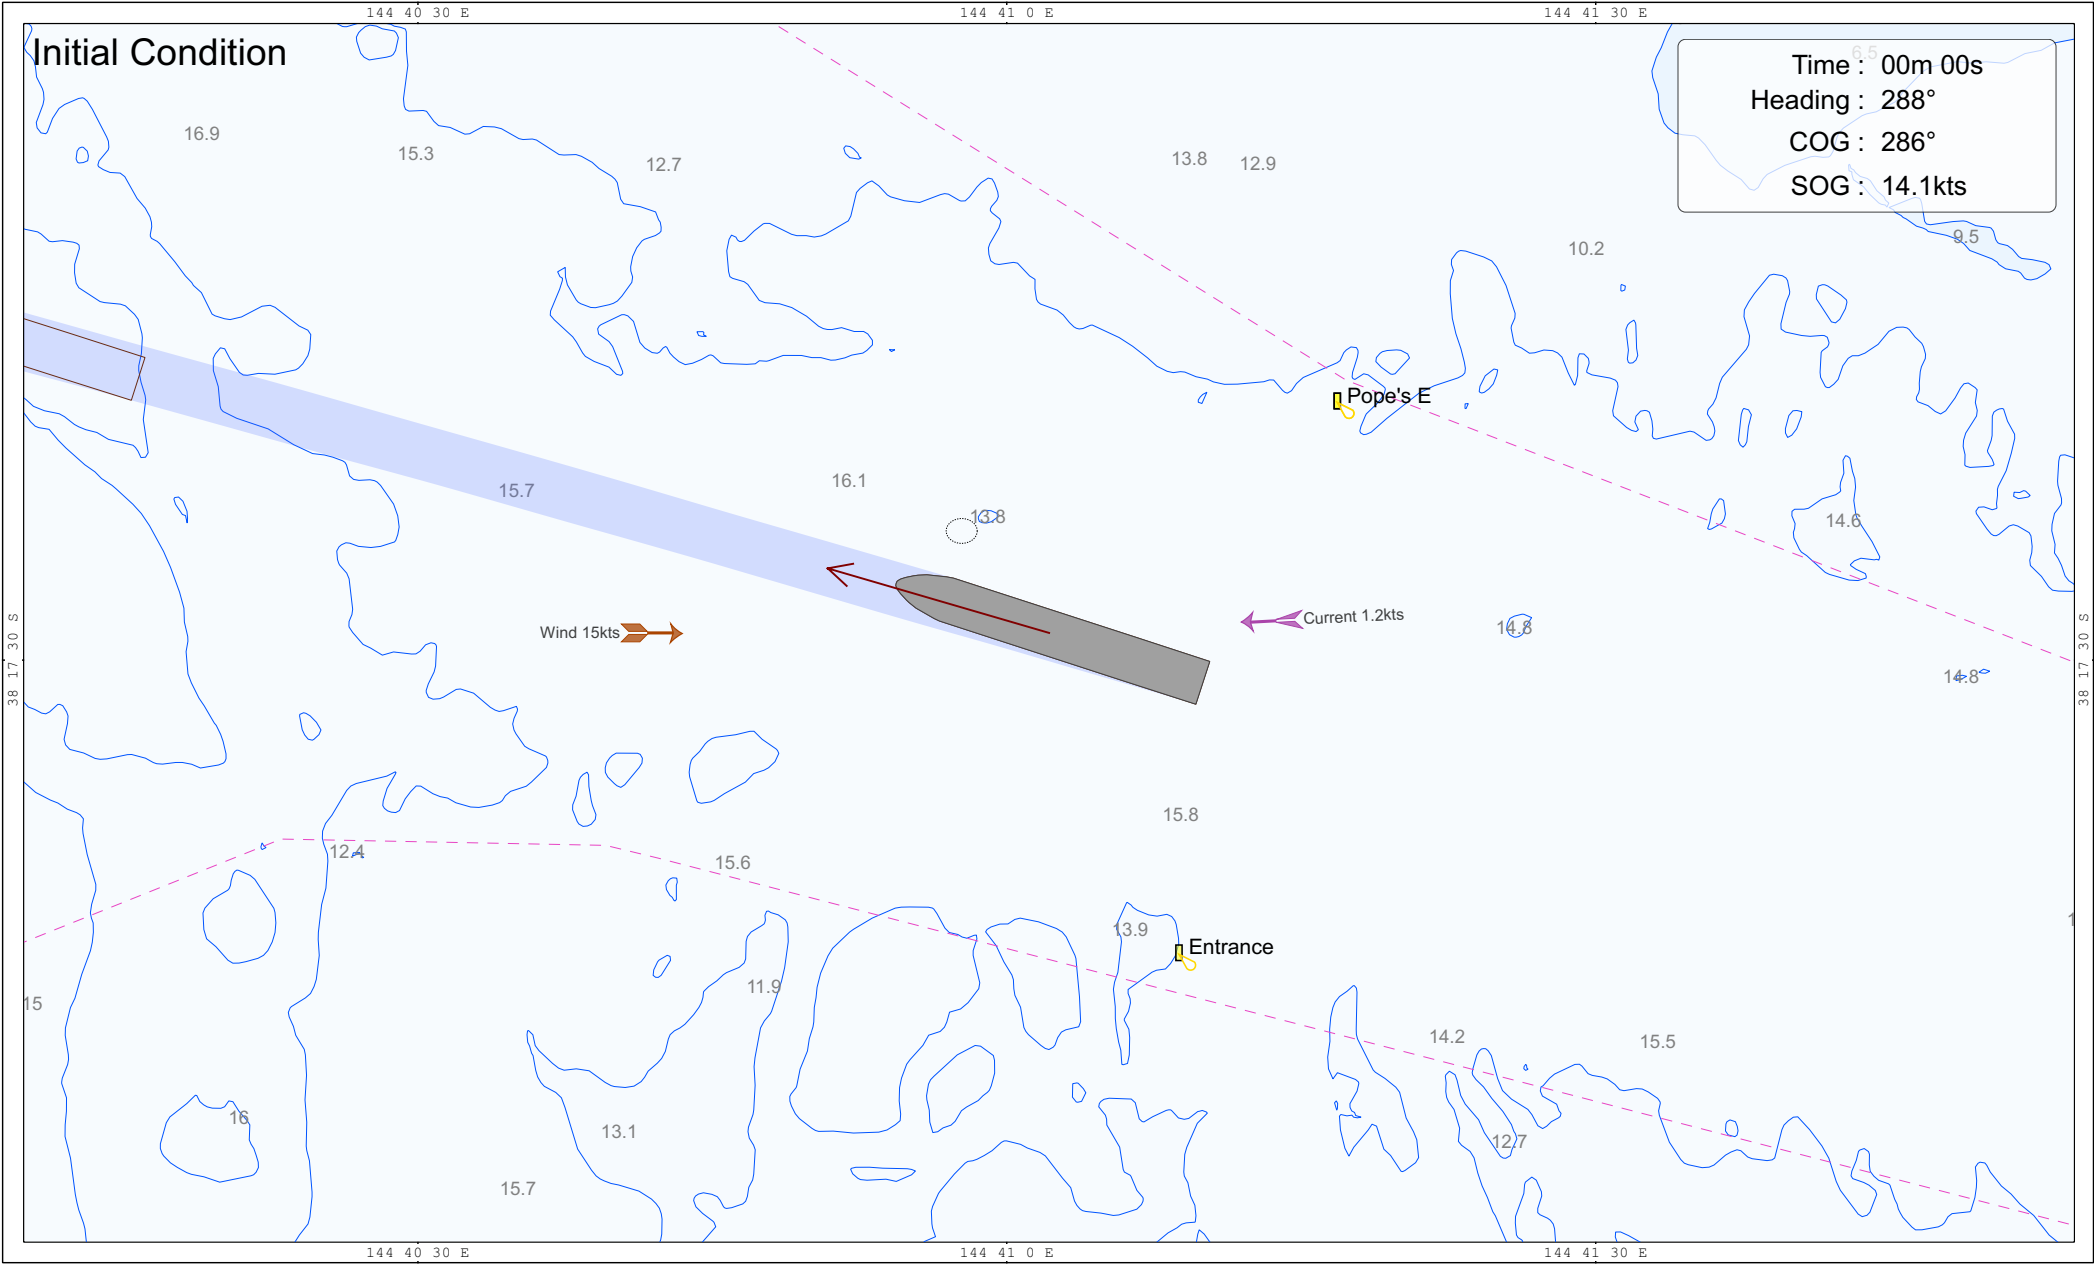 144 40 30 E
144 41 0 E
144 41 30 E
Initial Condition
6.5
Time : 00m 00s
Heading : 288°
COG : 286°
SOG : 14.1kts
16.9
15.3
12.7
13.8
12.9
10.2
9.5
Pope's E
15.7
16.1
13.8
14.6
Wind 15kts
Current 1.2kts
14.8
38 17 30 S
38 17 30 S
14.8
15.8
12.4
15.6
13.9
Entrance
11.9
15
14.2
15.5
16
13.1
12.7
15.7
144 40 30 E
144 41 0 E
144 41 30 E